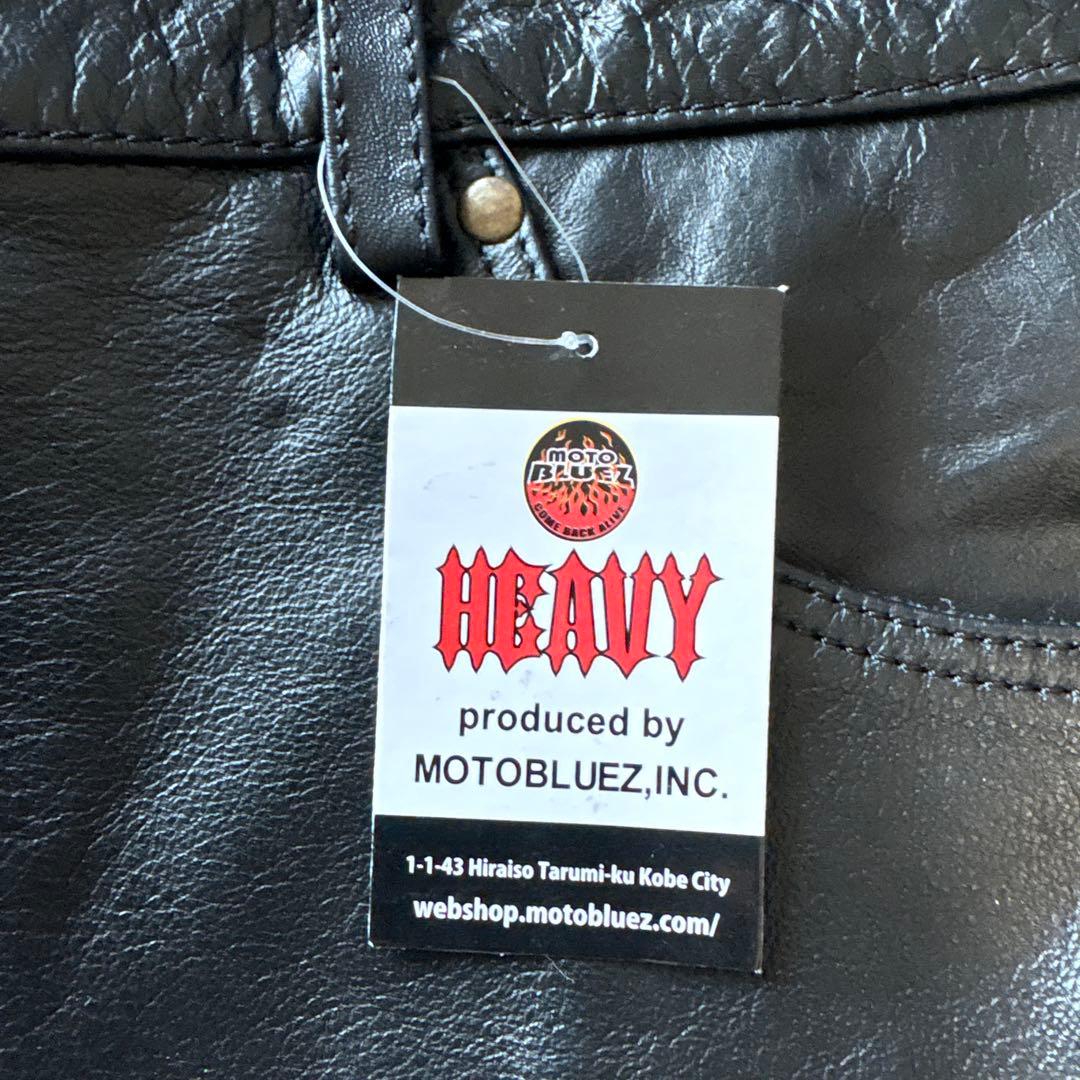 MOTO
BLUEZ
COME BACK ALIVE
HEAVY
produced by
MOTOBLUEZ,INC.
1-1-43 Hiraiso Tarumi-ku Kobe City
webshop.motobluez.com/